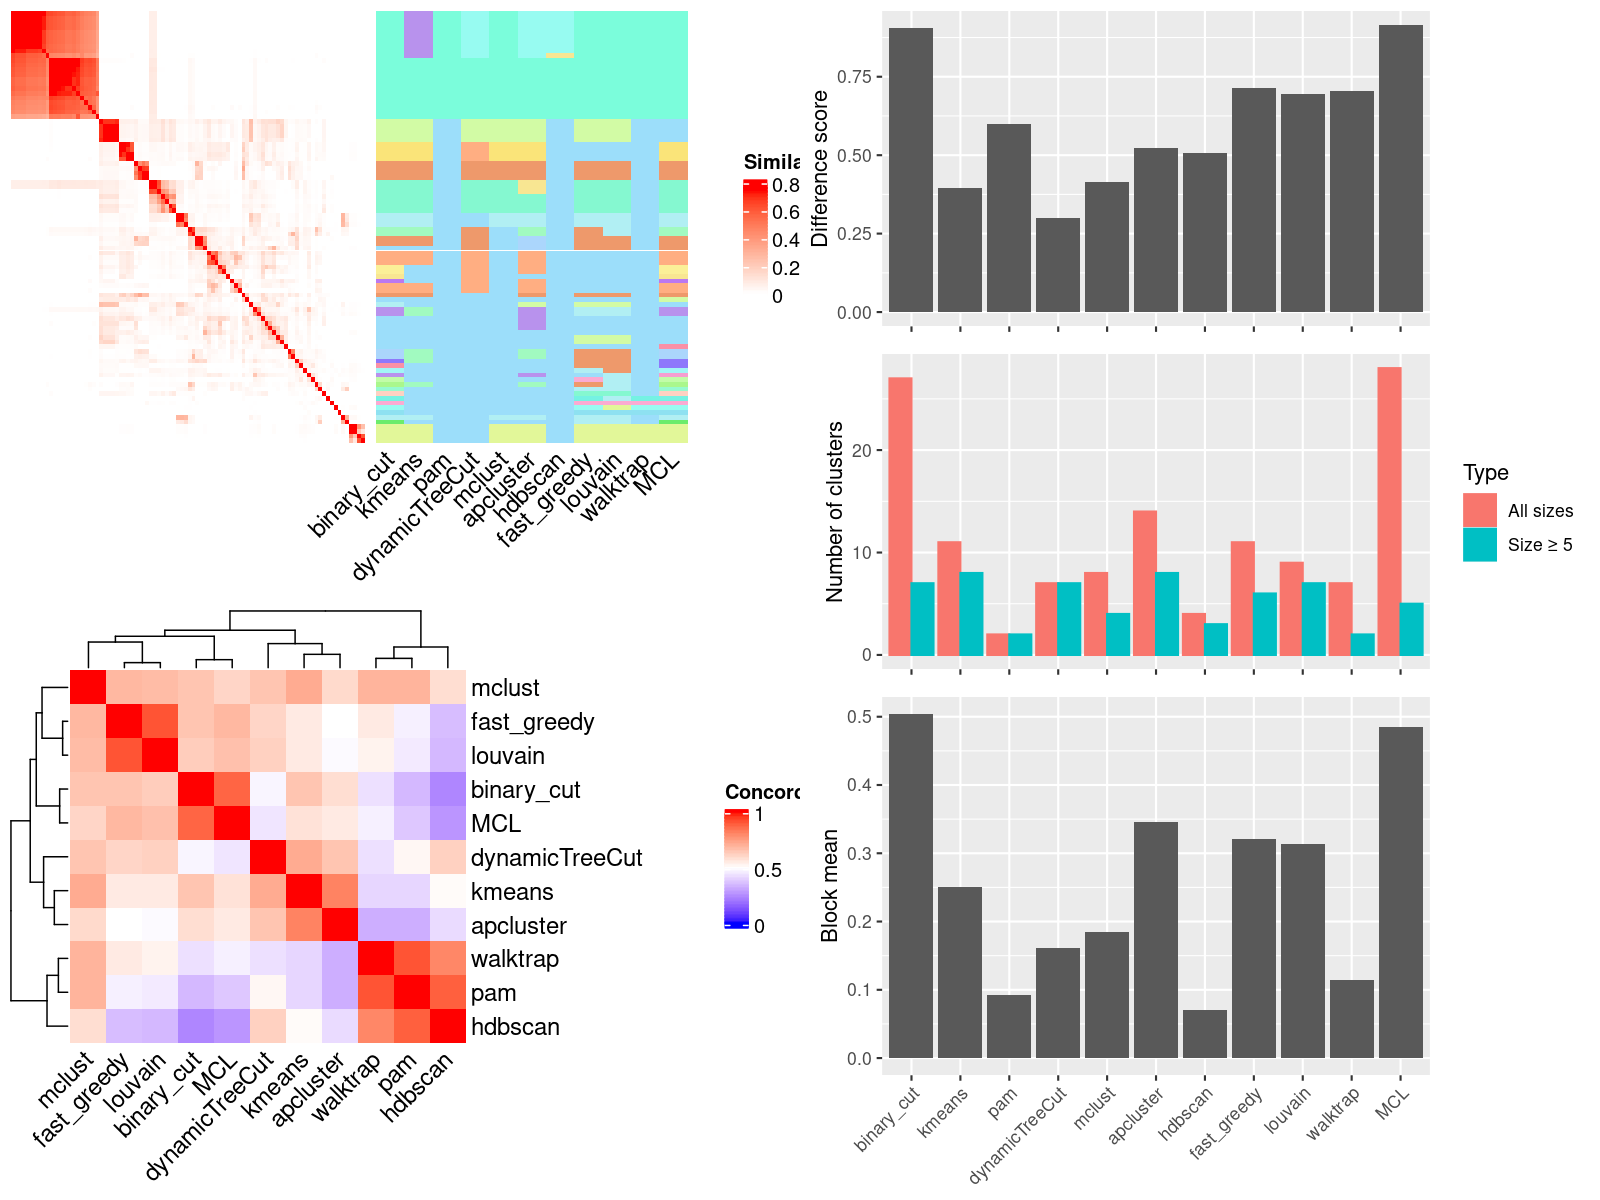 Simila
0.8
0.6
0.4
0.2
0
binary_cut
kmeans
pam
dynamicTreeCut
mclust
apcluster
hdbscan
fast_greedy
louvain
walktrap
MCL
Difference score
0.75
0.50
0.25
0.00
Number of clusters
20
10
0
Type
All sizes
Size ≥ 5
mclust
fast_greedy
louvain
binary_cut
MCL
dynamicTreeCut
kmeans
apcluster
walktrap
pam
hdbscan
mclust
fast_greedy
louvain
binary_cut
MCL
dynamicTreeCut
kmeans
apcluster
walktrap
pam
hdbscan
Concord
1
0.5
0
Block mean
0.5
0.4
0.3
0.2
0.1
0.0
binary_cut
kmeans
pam
dynamicTreeCut
mclust
apcluster
hdbscan
fast_greedy
louvain
walktrap
MCL